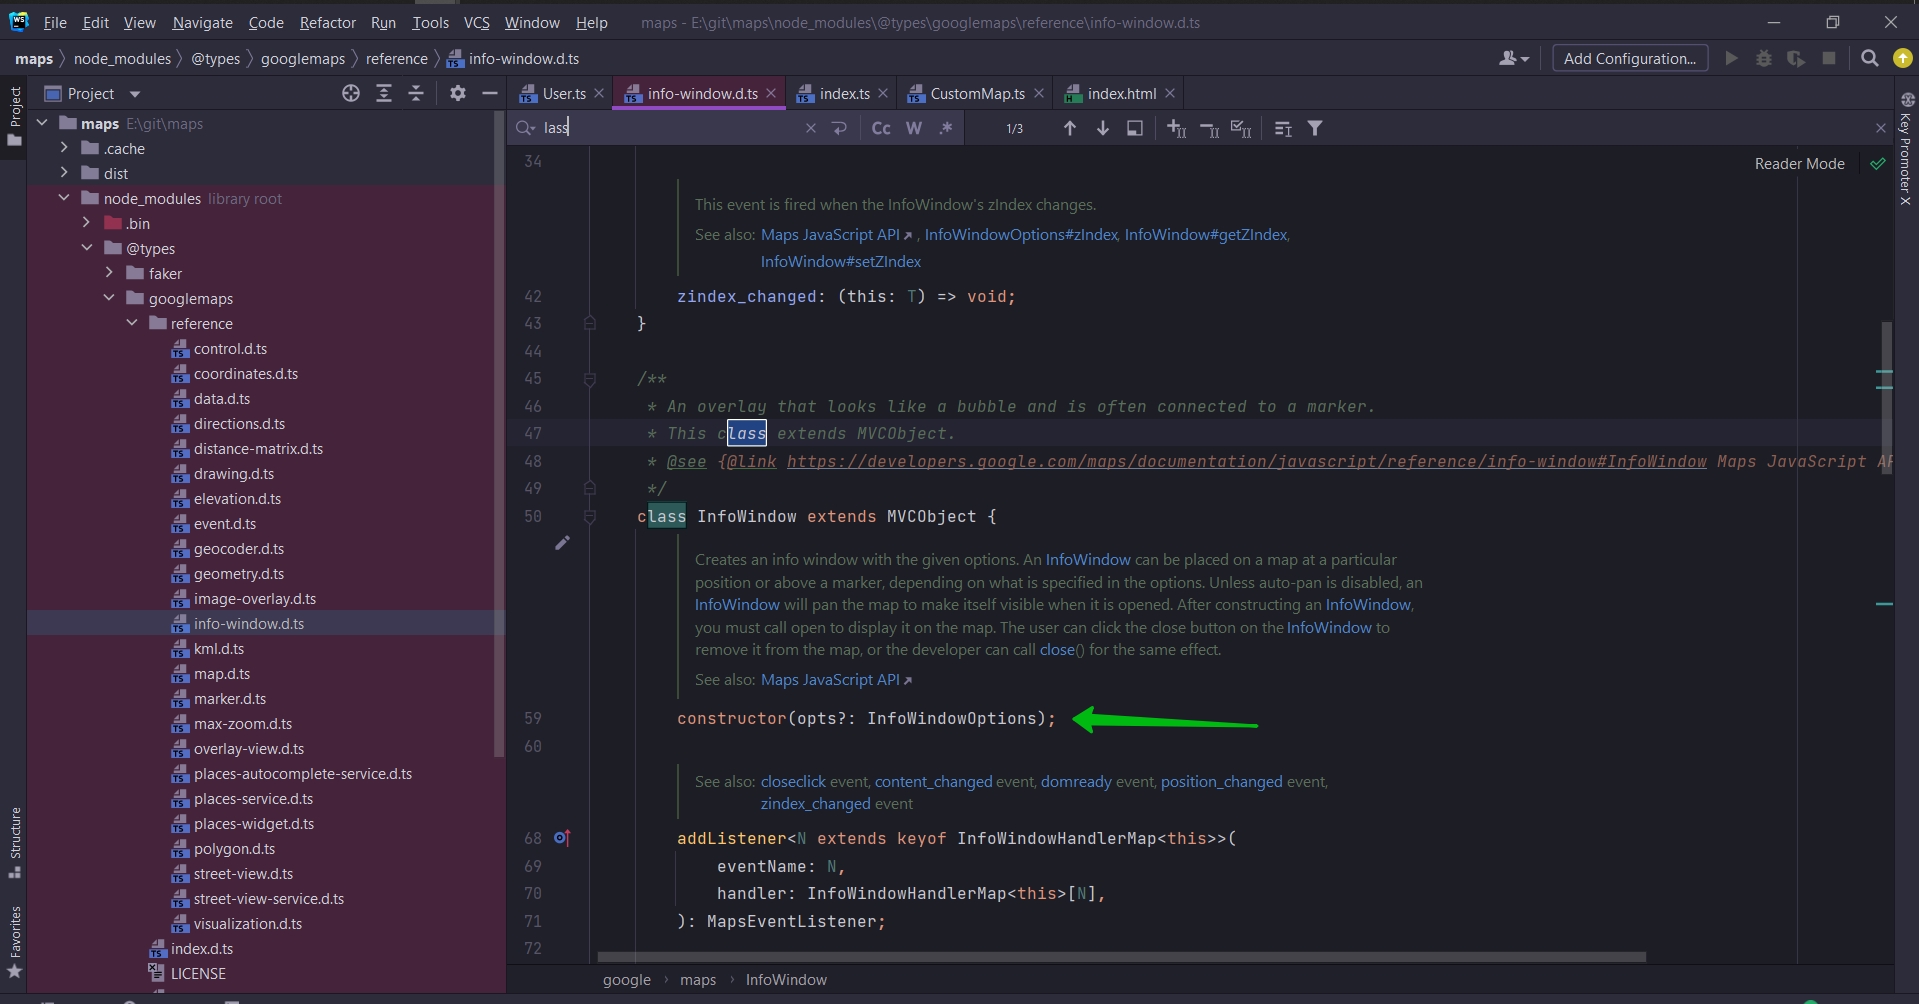 File Edit View Navigate Code Refactor Run Tools VCS Window Help maps - E:\git\maps\node_modules\@types\googlemaps\reference\info-window.d.ts
maps node_modules @types googlemaps reference info-window.d.ts Add Configuration...
Project
Project
User.ts info-window.d.ts index.ts CustomMap.ts index.html
lass Cc W .* 1/3
maps E:\git\maps
.cache
dist
node_modules library root
.bin
@types
faker
googlemaps
reference
control.d.ts
coordinates.d.ts
data.d.ts
directions.d.ts
distance-matrix.d.ts
drawing.d.ts
elevation.d.ts
event.d.ts
geocoder.d.ts
geometry.d.ts
image-overlay.d.ts
info-window.d.ts
kml.d.ts
map.d.ts
marker.d.ts
max-zoom.d.ts
overlay-view.d.ts
places-autocomplete-service.d.ts
places-service.d.ts
places-widget.d.ts
polygon.d.ts
street-view.d.ts
street-view-service.d.ts
visualization.d.ts
index.d.ts
LICENSE
Structure
Favorites
Reader Mode
Key Promoter X
34
This event is fired when the InfoWindow's zIndex changes.
See also: Maps JavaScript API , InfoWindowOptions#zIndex, InfoWindow#getZIndex,
InfoWindow#setZIndex
42 zindex_changed: (this: T) => void;
43 }
44
45 /**
46 * An overlay that looks like a bubble and is often connected to a marker.
47 * This class extends MVCObject.
48 * @see {@link https://developers.google.com/maps/documentation/javascript/reference/info-window#InfoWindow Maps JavaScript AP
49 */
50 class InfoWindow extends MVCObject {
Creates an info window with the given options. An InfoWindow can be placed on a map at a particular
position or above a marker, depending on what is specified in the options. Unless auto-pan is disabled, an
InfoWindow will pan the map to make itself visible when it is opened. After constructing an InfoWindow,
you must call open to display it on the map. The user can click the close button on the InfoWindow to
remove it from the map, or the developer can call close() for the same effect.
See also: Maps JavaScript API
59 constructor(opts?: InfoWindowOptions);
60
See also: closeclick event, content_changed event, domready event, position_changed event,
zindex_changed event
68 addListener<N extends keyof InfoWindowHandlerMap<this>>(
69 eventName: N,
70 handler: InfoWindowHandlerMap<this>[N],
71 ): MapsEventListener;
72
google maps InfoWindow